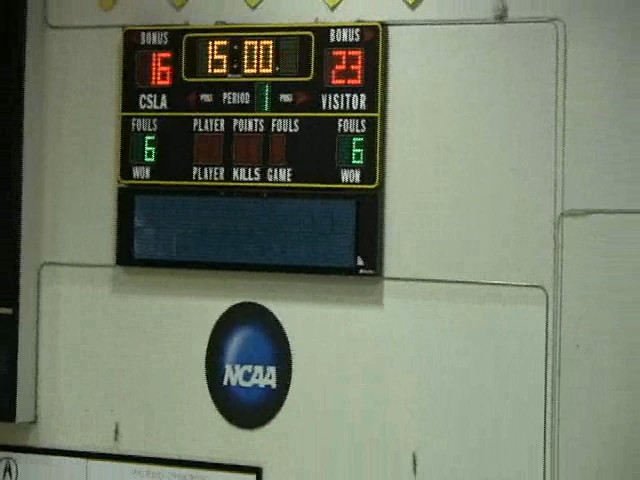 BONUS BONUS
16 15:00 23
CSLA POSS PERIOD 1 POSS VISITOR
FOULS PLAYER POINTS FOULS FOULS
6 6
WON PLAYER KILLS GAME WON
NCAA